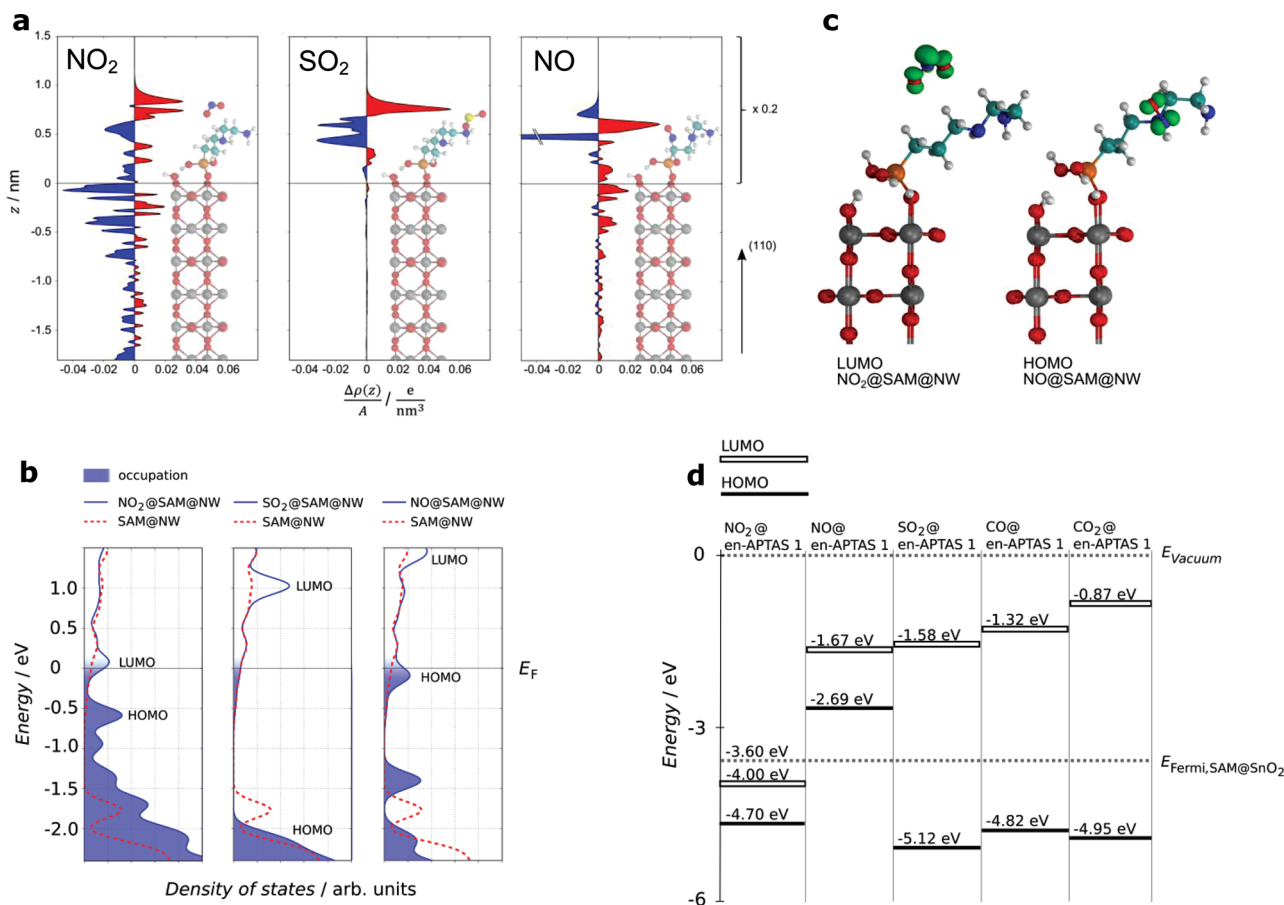 a
NO₂
SO₂
NO
1.5
1.0
0.5
0
-0.5
-1.0
-1.5
z / nm
-0.04 -0.02 0 0.02 0.04 0.06
-0.04 -0.02 0 0.02 0.04 0.06
-0.04 -0.02 0 0.02 0.04 0.06
Δρ(z)/A / e/nm³
x 0.2
(110)
c
LUMO
NO₂@SAM@NW
HOMO
NO@SAM@NW
b
occupation
NO₂@SAM@NW SO₂@SAM@NW NO@SAM@NW
SAM@NW SAM@NW SAM@NW
1.0
0.5
0
-0.5
-1.0
-1.5
-2.0
Energy / eV
LUMO
HOMO
LUMO
HOMO
LUMO
HOMO
E_F
Density of states / arb. units
d
LUMO
HOMO
NO₂@ NO@ SO₂@ CO@ CO₂@
en-APTAS 1 en-APTAS 1 en-APTAS 1 en-APTAS 1 en-APTAS 1
0
-3
-6
Energy / eV
E_Vacuum
-0.87 eV
-1.32 eV
-1.67 eV -1.58 eV
-2.69 eV
-3.60 eV
E_Fermi,SAM@SnO₂
-4.00 eV
-4.70 eV
-5.12 eV -4.82 eV -4.95 eV